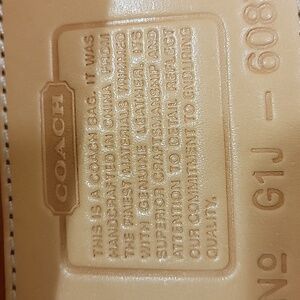 COACH
THIS IS A COACH BAG. IT WAS
HANDCRAFTED IN CHINA FROM
THE FINEST MATERIALS TRIMMED
WITH GENUINE LEATHER. ITS
SUPERIOR CRAFTSMANSHIP AND
ATTENTION TO DETAIL REFLECT
OUR COMMITMENT TO ENDURING
QUALITY.
Nº G1J - 608